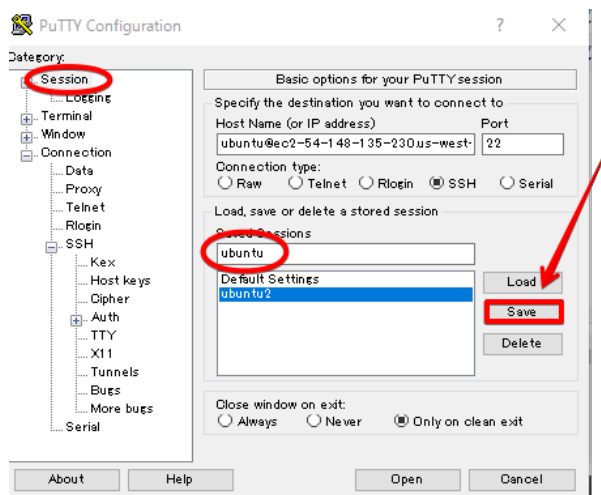 PuTTY Configuration
Category:
Session
Logging
Terminal
Window
Connection
Data
Proxy
Telnet
Rlogin
SSH
Kex
Host keys
Cipher
Auth
TTY
X11
Tunnels
Bugs
More bugs
Serial
Basic options for your PuTTY session
Specify the destination you want to connect to
Host Name (or IP address) Port
ubuntu@ec2-54-148-135-230.us-west- 22
Connection type:
Raw Telnet Rlogin SSH Serial
Load, save or delete a stored session
Saved Sessions
ubuntu
Default Settings
ubuntu2
Load
Save
Delete
Close window on exit:
Always Never Only on clean exit
About Help Open Cancel